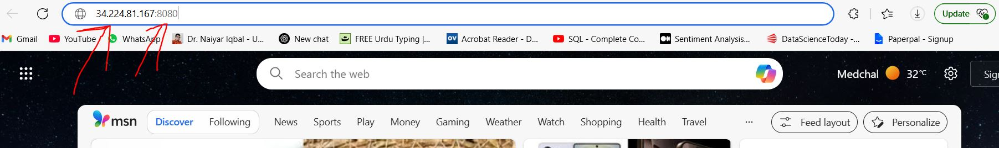 34.224.81.167:8080
Update
Gmail YouTube WhatsApp Dr. Naiyar Iqbal - U... New chat FREE Urdu Typing |... Acrobat Reader - D... SQL - Complete Co... Sentiment Analysis... DataScienceToday -... Paperpal - Signup
Search the web Medchal 32°C Sig
msn Discover Following News Sports Play Money Gaming Weather Watch Shopping Health Travel ... Feed layout Personalize